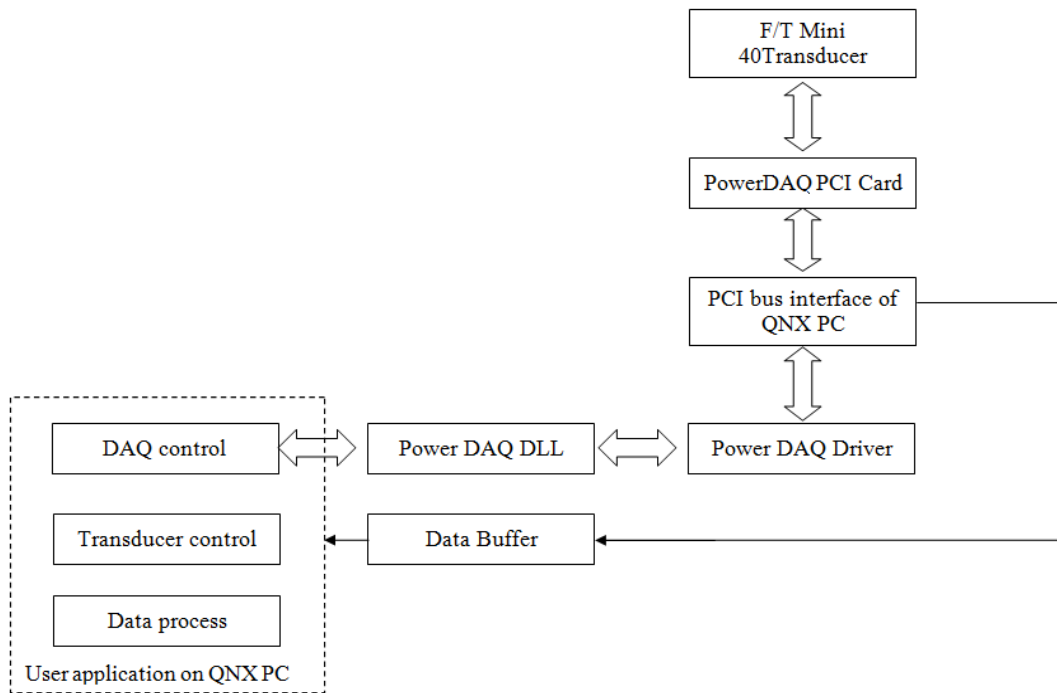 F/T Mini
40Transducer
PowerDAQ PCI Card
PCI bus interface of
QNX PC
DAQ control
Power DAQ DLL
Power DAQ Driver
Transducer control
Data Buffer
Data process
User application on QNX PC